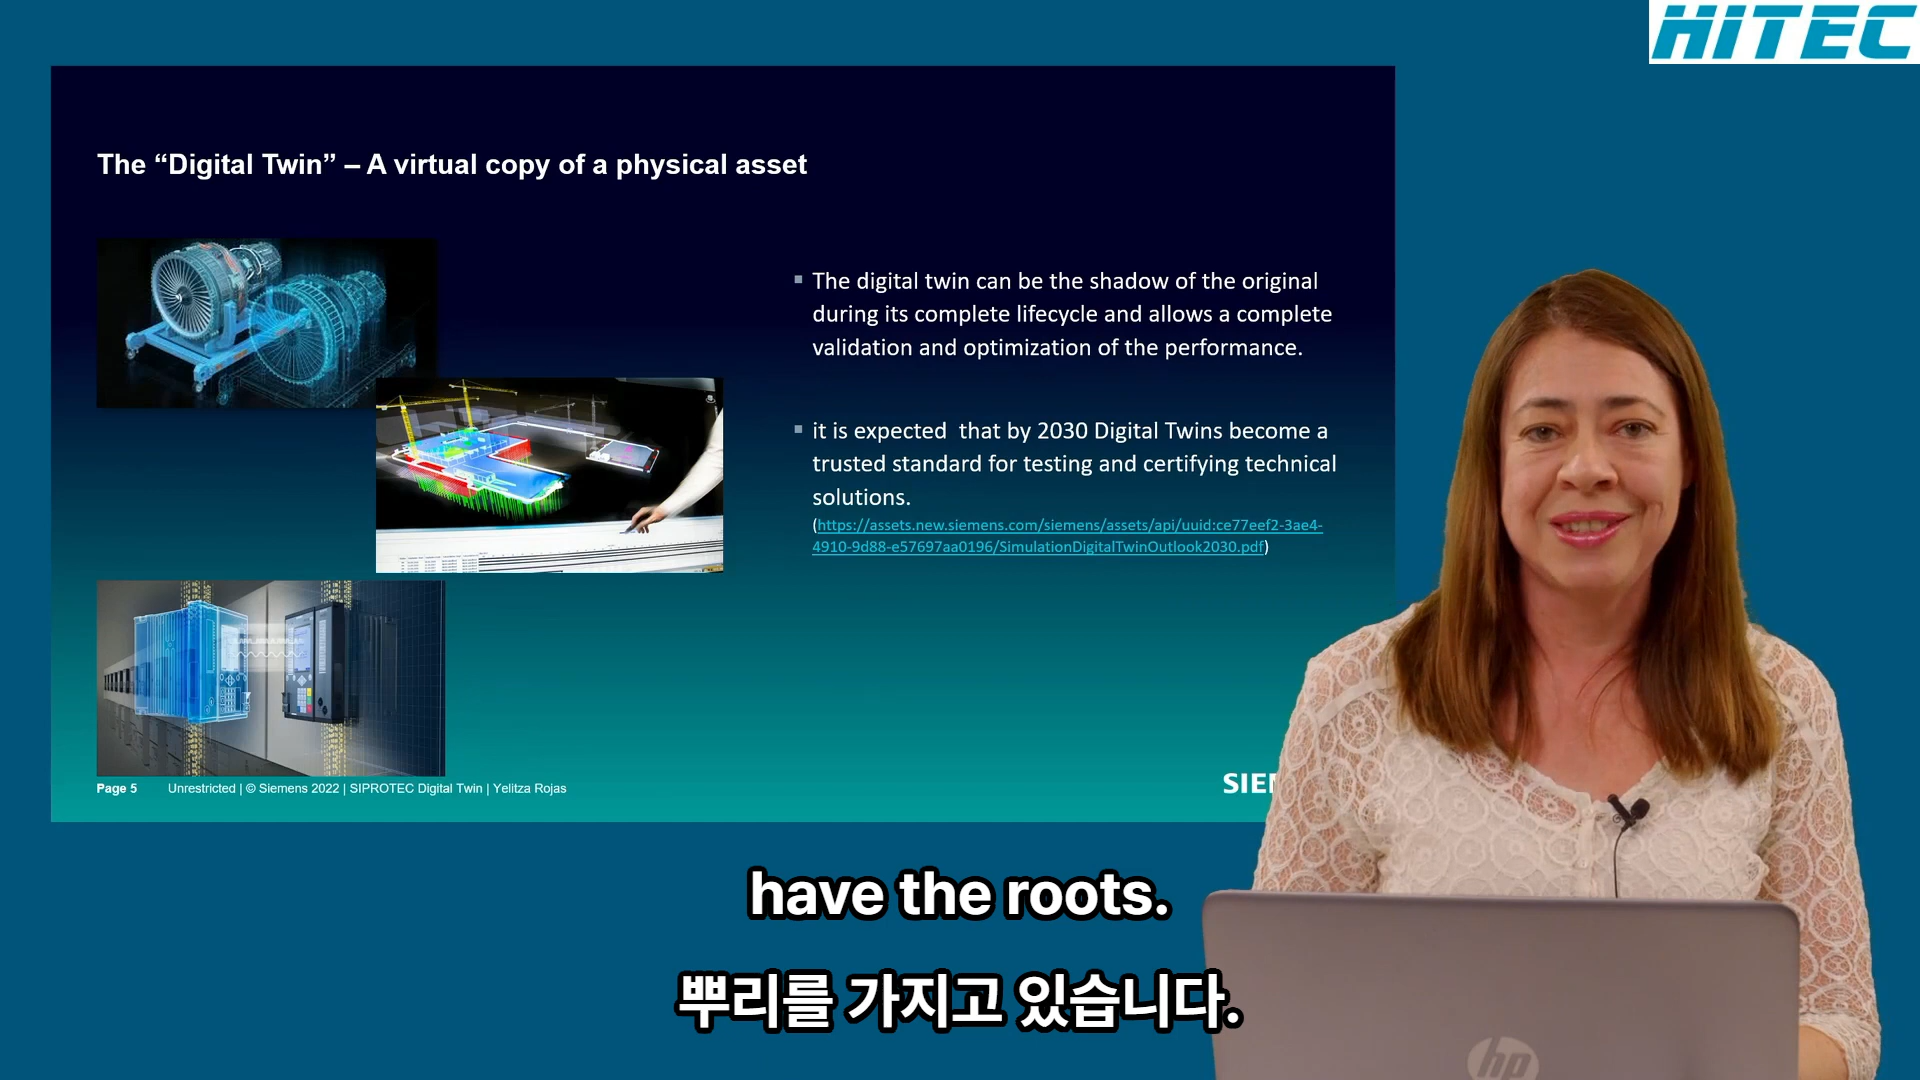 HITEC
The “Digital Twin” – A virtual copy of a physical asset
▪ The digital twin can be the shadow of the original
during its complete lifecycle and allows a complete
validation and optimization of the performance.
▪ it is expected  that by 2030 Digital Twins become a
trusted standard for testing and certifying technical
solutions.
(https://assets.new.siemens.com/siemens/assets/api/uuid:ce77eef2-3ae4-
4910-9d88-e57697aa0196/SimulationDigitalTwinOutlook2030.pdf)
Page 5 Unrestricted | © Siemens 2022 | SIPROTEC Digital Twin | Yelitza Rojas
SIE
have the roots.
뿌리를 가지고 있습니다.
hp